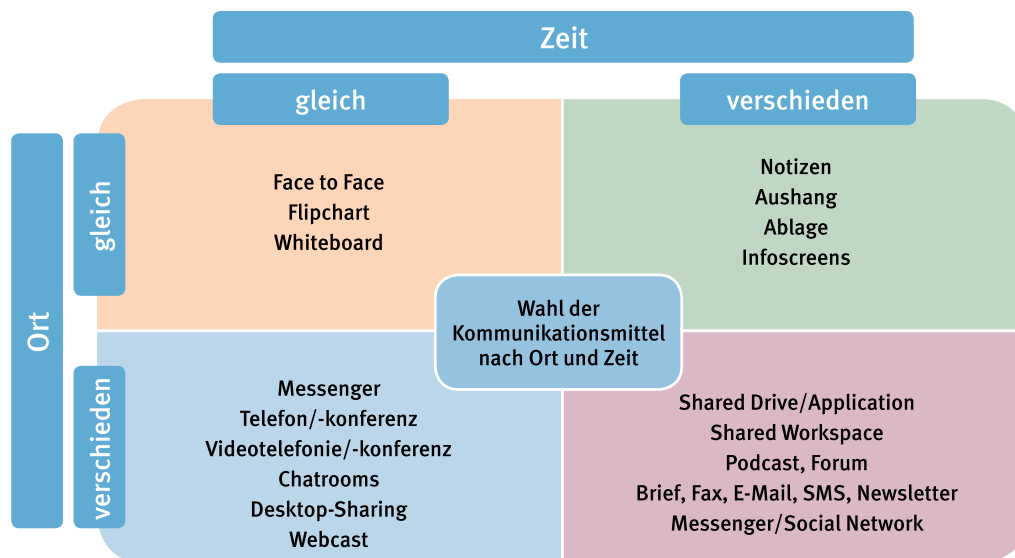 Zeit
gleich
verschieden
Ort
gleich
Face to Face
Flipchart
Whiteboard
Notizen
Aushang
Ablage
Infoscreens
Wahl der
Kommunikationsmittel
nach Ort und Zeit
verschieden
Messenger
Telefon/-konferenz
Videotelefonie/-konferenz
Chatrooms
Desktop-Sharing
Webcast
Shared Drive/Application
Shared Workspace
Podcast, Forum
Brief, Fax, E-Mail, SMS, Newsletter
Messenger/Social Network